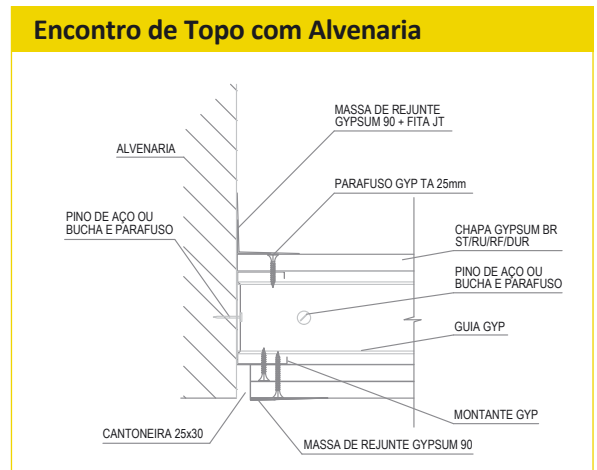 Encontro de Topo com Alvenaria
MASSA DE REJUNTE
GYPSUM 90 + FITA JT
ALVENARIA
PARAFUSO GYP TA 25mm
PINO DE AÇO OU
BUCHA E PARAFUSO
CHAPA GYPSUM BR
ST/RU/RF/DUR
PINO DE AÇO OU
BUCHA E PARAFUSO
GUIA GYP
MONTANTE GYP
CANTONEIRA 25x30
MASSA DE REJUNTE GYPSUM 90